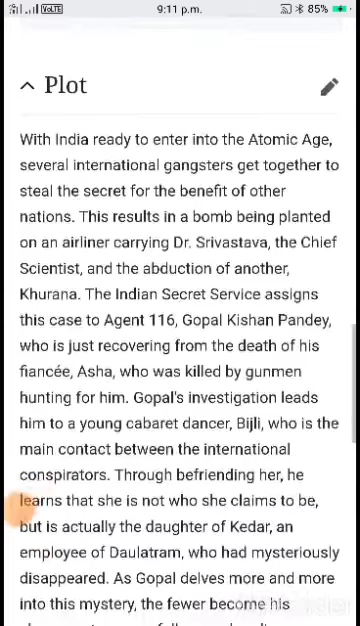 VoLTE 9:11 p.m. 85%
Plot
With India ready to enter into the Atomic Age,
several international gangsters get together to
steal the secret for the benefit of other
nations. This results in a bomb being planted
on an airliner carrying Dr. Srivastava, the Chief
Scientist, and the abduction of another,
Khurana. The Indian Secret Service assigns
this case to Agent 116, Gopal Kishan Pandey,
who is just recovering from the death of his
fiancée, Asha, who was killed by gunmen
hunting for him. Gopal's investigation leads
him to a young cabaret dancer, Bijli, who is the
main contact between the international
conspirators. Through befriending her, he
learns that she is not who she claims to be,
but is actually the daughter of Kedar, an
employee of Daulatram, who had mysteriously
disappeared. As Gopal delves more and more
into this mystery, the fewer become his